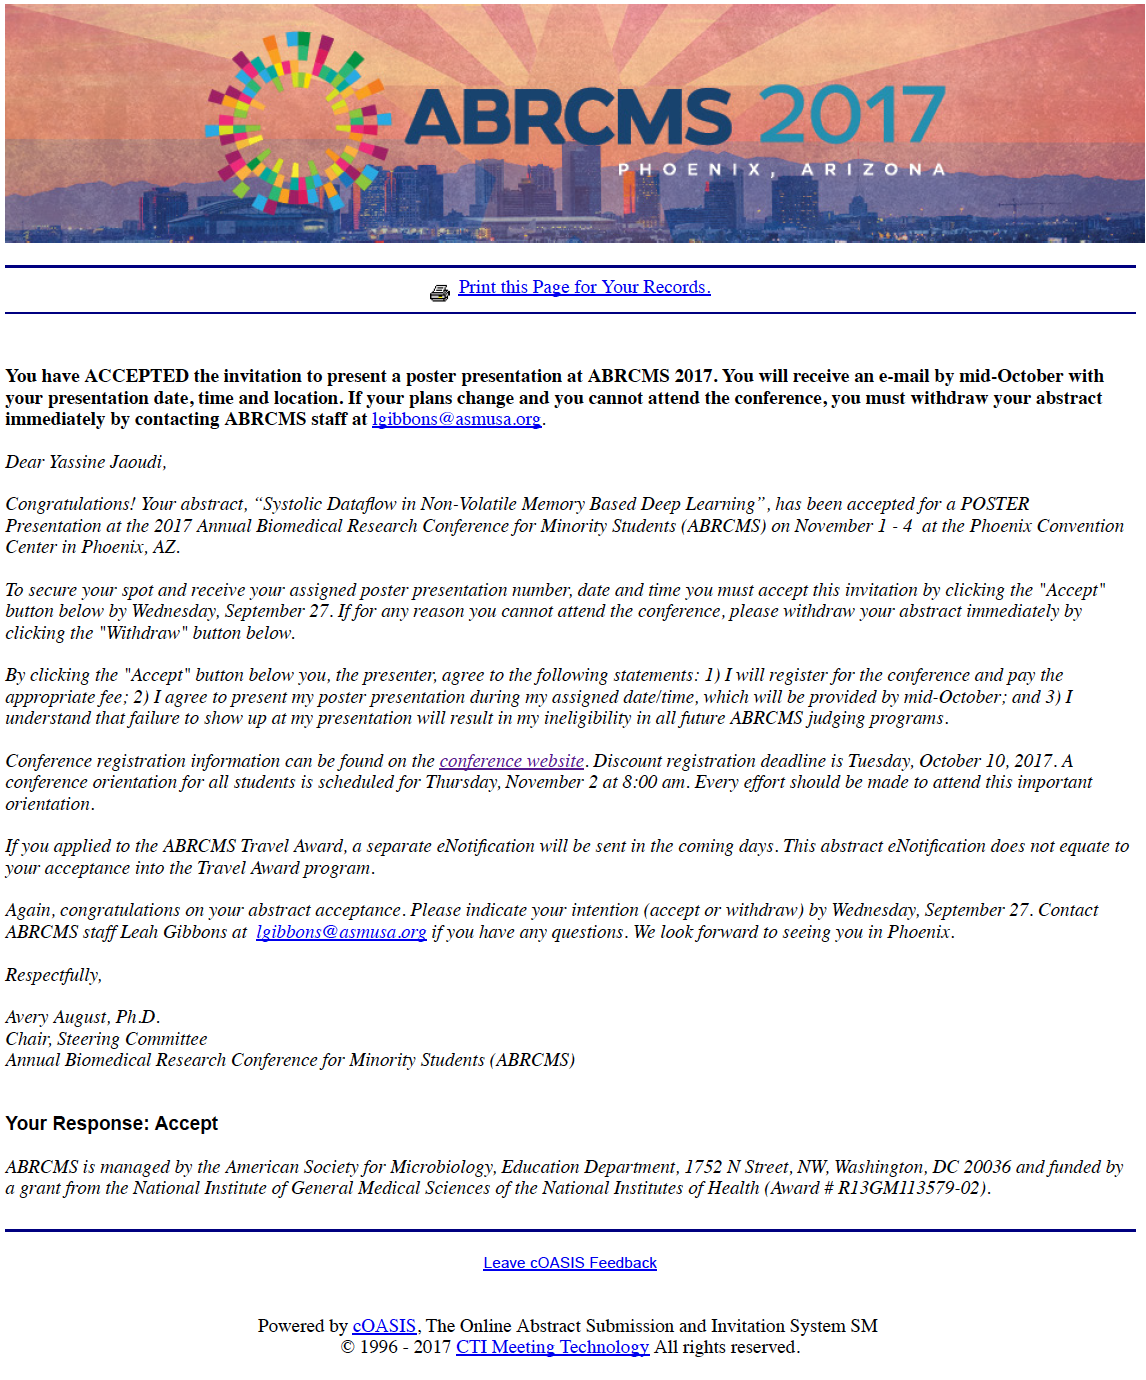 ABRCMS 2017
PHOENIX, ARIZONA
Print this Page for Your Records.
You have ACCEPTED the invitation to present a poster presentation at ABRCMS 2017. You will receive an e-mail by mid-October with
your presentation date, time and location. If your plans change and you cannot attend the conference, you must withdraw your abstract
immediately by contacting ABRCMS staff at lgibbons@asmusa.org.
Dear Yassine Jaoudi,
Congratulations! Your abstract, “Systolic Dataflow in Non-Volatile Memory Based Deep Learning”, has been accepted for a POSTER
Presentation at the 2017 Annual Biomedical Research Conference for Minority Students (ABRCMS) on November 1 - 4  at the Phoenix Convention
Center in Phoenix, AZ.
To secure your spot and receive your assigned poster presentation number, date and time you must accept this invitation by clicking the "Accept"
button below by Wednesday, September 27. If for any reason you cannot attend the conference, please withdraw your abstract immediately by
clicking the "Withdraw" button below.
By clicking the "Accept" button below you, the presenter, agree to the following statements: 1) I will register for the conference and pay the
appropriate fee; 2) I agree to present my poster presentation during my assigned date/time, which will be provided by mid-October; and 3) I
understand that failure to show up at my presentation will result in my ineligibility in all future ABRCMS judging programs.
Conference registration information can be found on the conference website. Discount registration deadline is Tuesday, October 10, 2017. A
conference orientation for all students is scheduled for Thursday, November 2 at 8:00 am. Every effort should be made to attend this important
orientation.
If you applied to the ABRCMS Travel Award, a separate eNotification will be sent in the coming days. This abstract eNotification does not equate to
your acceptance into the Travel Award program.
Again, congratulations on your abstract acceptance. Please indicate your intention (accept or withdraw) by Wednesday, September 27. Contact
ABRCMS staff Leah Gibbons at  lgibbons@asmusa.org if you have any questions. We look forward to seeing you in Phoenix.
Respectfully,
Avery August, Ph.D.
Chair, Steering Committee
Annual Biomedical Research Conference for Minority Students (ABRCMS)
Your Response: Accept
ABRCMS is managed by the American Society for Microbiology, Education Department, 1752 N Street, NW, Washington, DC 20036 and funded by
a grant from the National Institute of General Medical Sciences of the National Institutes of Health (Award # R13GM113579-02).
Leave cOASIS Feedback
Powered by cOASIS, The Online Abstract Submission and Invitation System SM
© 1996 - 2017 CTI Meeting Technology All rights reserved.